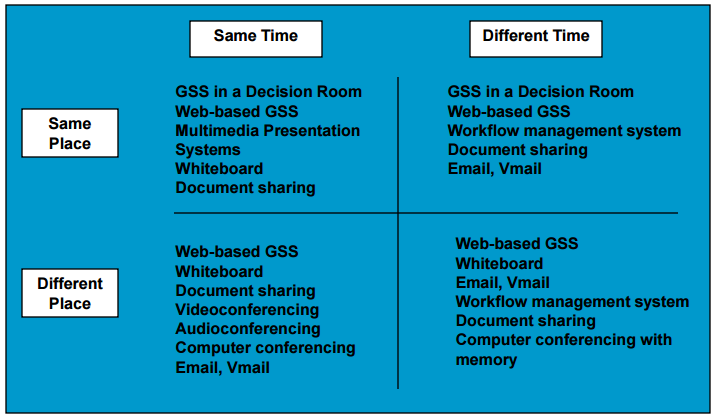 Same Time
Different Time
Same
Place
GSS in a Decision Room
Web-based GSS
Multimedia Presentation
Systems
Whiteboard
Document sharing
GSS in a Decision Room
Web-based GSS
Workflow management system
Document sharing
Email, Vmail
Different
Place
Web-based GSS
Whiteboard
Document sharing
Videoconferencing
Audioconferencing
Computer conferencing
Email, Vmail
Web-based GSS
Whiteboard
Email, Vmail
Workflow management system
Document sharing
Computer conferencing with
memory